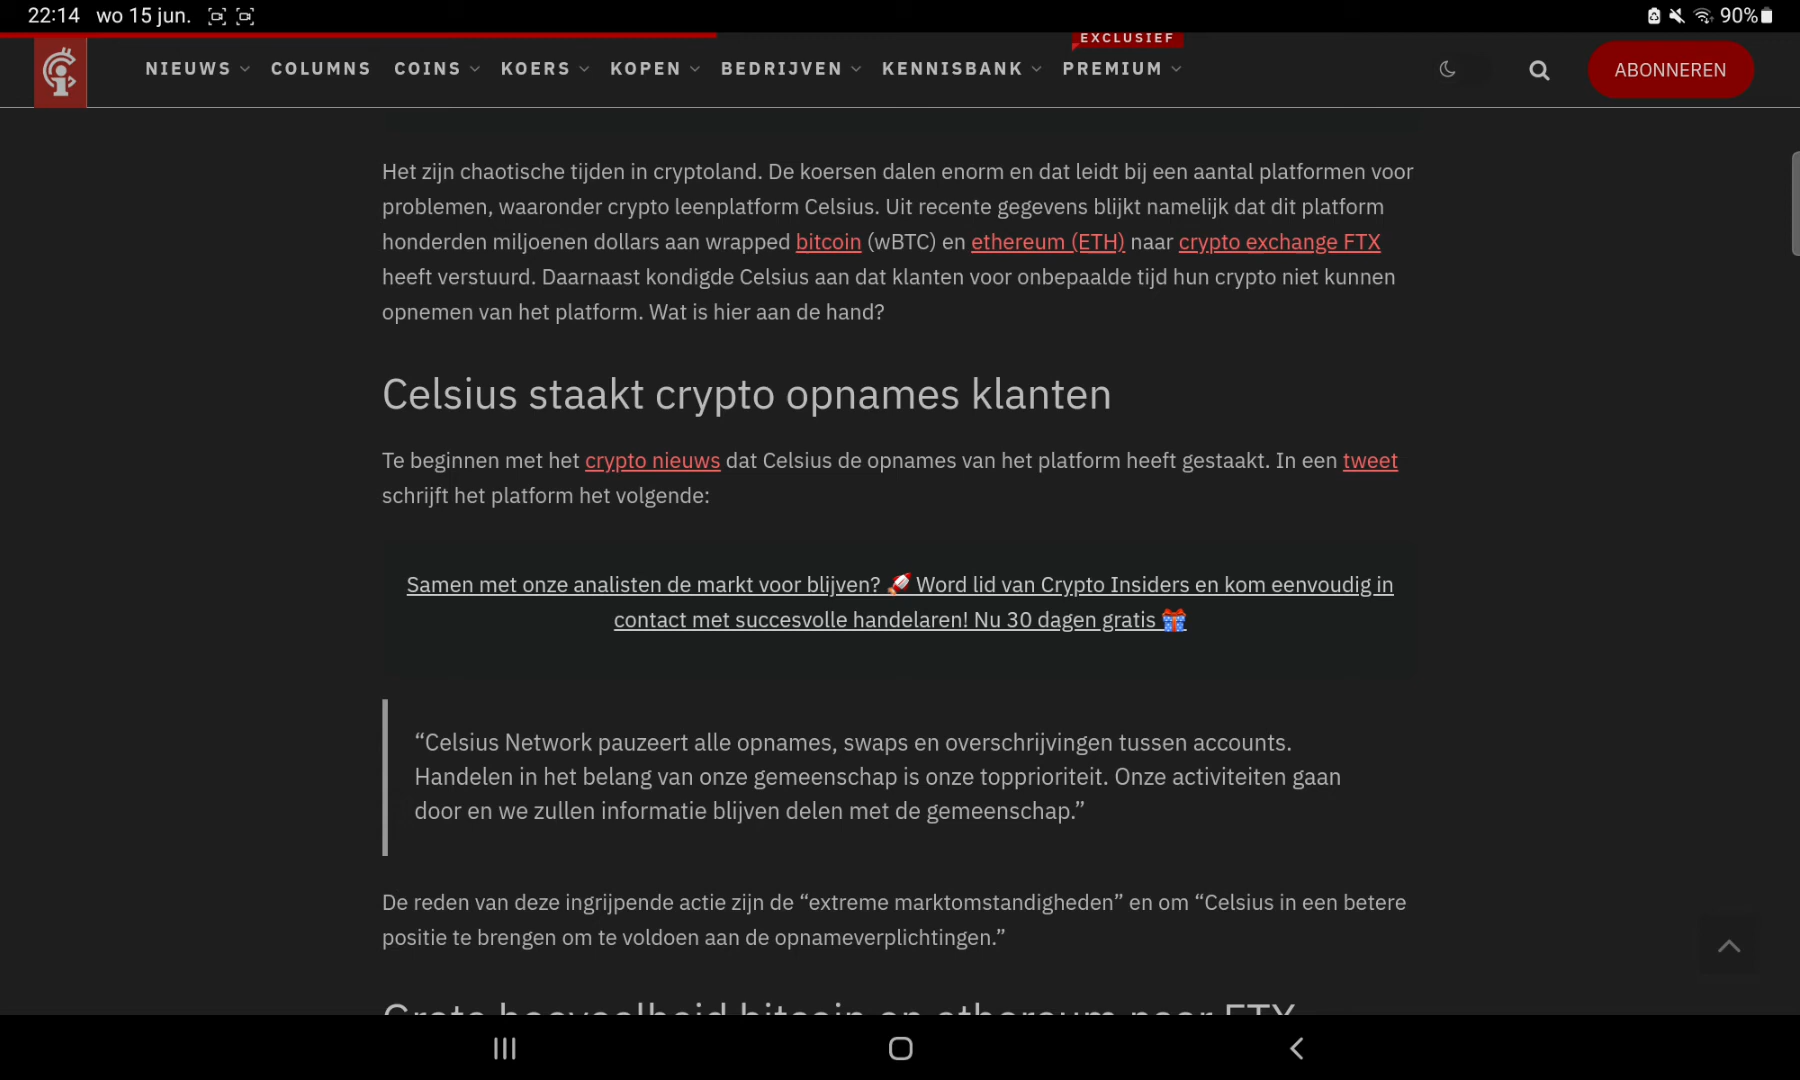 22:14 wo 15 jun. 90%
EXCLUSIEF
NIEUWS COLUMNS COINS KOERS KOPEN BEDRIJVEN KENNISBANK PREMIUM ABONNEREN
Het zijn chaotische tijden in cryptoland. De koersen dalen enorm en dat leidt bij een aantal platformen voor
problemen, waaronder crypto leenplatform Celsius. Uit recente gegevens blijkt namelijk dat dit platform
honderden miljoenen dollars aan wrapped bitcoin (wBTC) en ethereum (ETH) naar crypto exchange FTX
heeft verstuurd. Daarnaast kondigde Celsius aan dat klanten voor onbepaalde tijd hun crypto niet kunnen
opnemen van het platform. Wat is hier aan de hand?
Celsius staakt crypto opnames klanten
Te beginnen met het crypto nieuws dat Celsius de opnames van het platform heeft gestaakt. In een tweet
schrijft het platform het volgende:
Samen met onze analisten de markt voor blijven? 🚀 Word lid van Crypto Insiders en kom eenvoudig in
contact met succesvolle handelaren! Nu 30 dagen gratis 🎁
“Celsius Network pauzeert alle opnames, swaps en overschrijvingen tussen accounts.
Handelen in het belang van onze gemeenschap is onze topprioriteit. Onze activiteiten gaan
door en we zullen informatie blijven delen met de gemeenschap.”
De reden van deze ingrijpende actie zijn de “extreme marktomstandigheden” en om “Celsius in een betere
positie te brengen om te voldoen aan de opnameverplichtingen.”
Grote hoeveelheid bitcoin en ethereum naar FTX